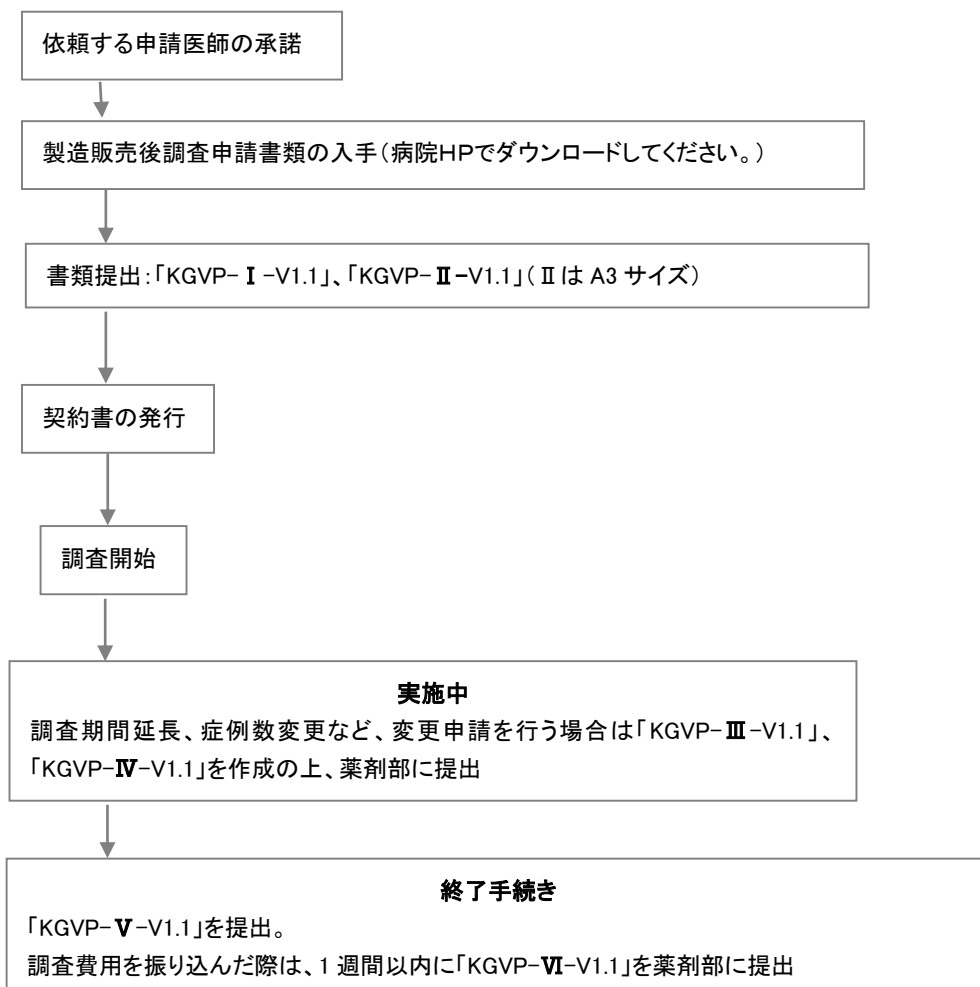 依頼する申請医師の承諾
製造販売後調査申請書類の入手(病院HPでダウンロードしてください。)
書類提出:「KGVP-Ⅰ-V1.1」、「KGVP-Ⅱ-V1.1」(Ⅱは A3 サイズ)
契約書の発行
調査開始
実施中
調査期間延長、症例数変更など、変更申請を行う場合は「KGVP-Ⅲ-V1.1」、
「KGVP-Ⅳ-V1.1」を作成の上、薬剤部に提出
終了手続き
「KGVP-Ⅴ-V1.1」を提出。
調査費用を振り込んだ際は、1 週間以内に「KGVP-Ⅵ-V1.1」を薬剤部に提出